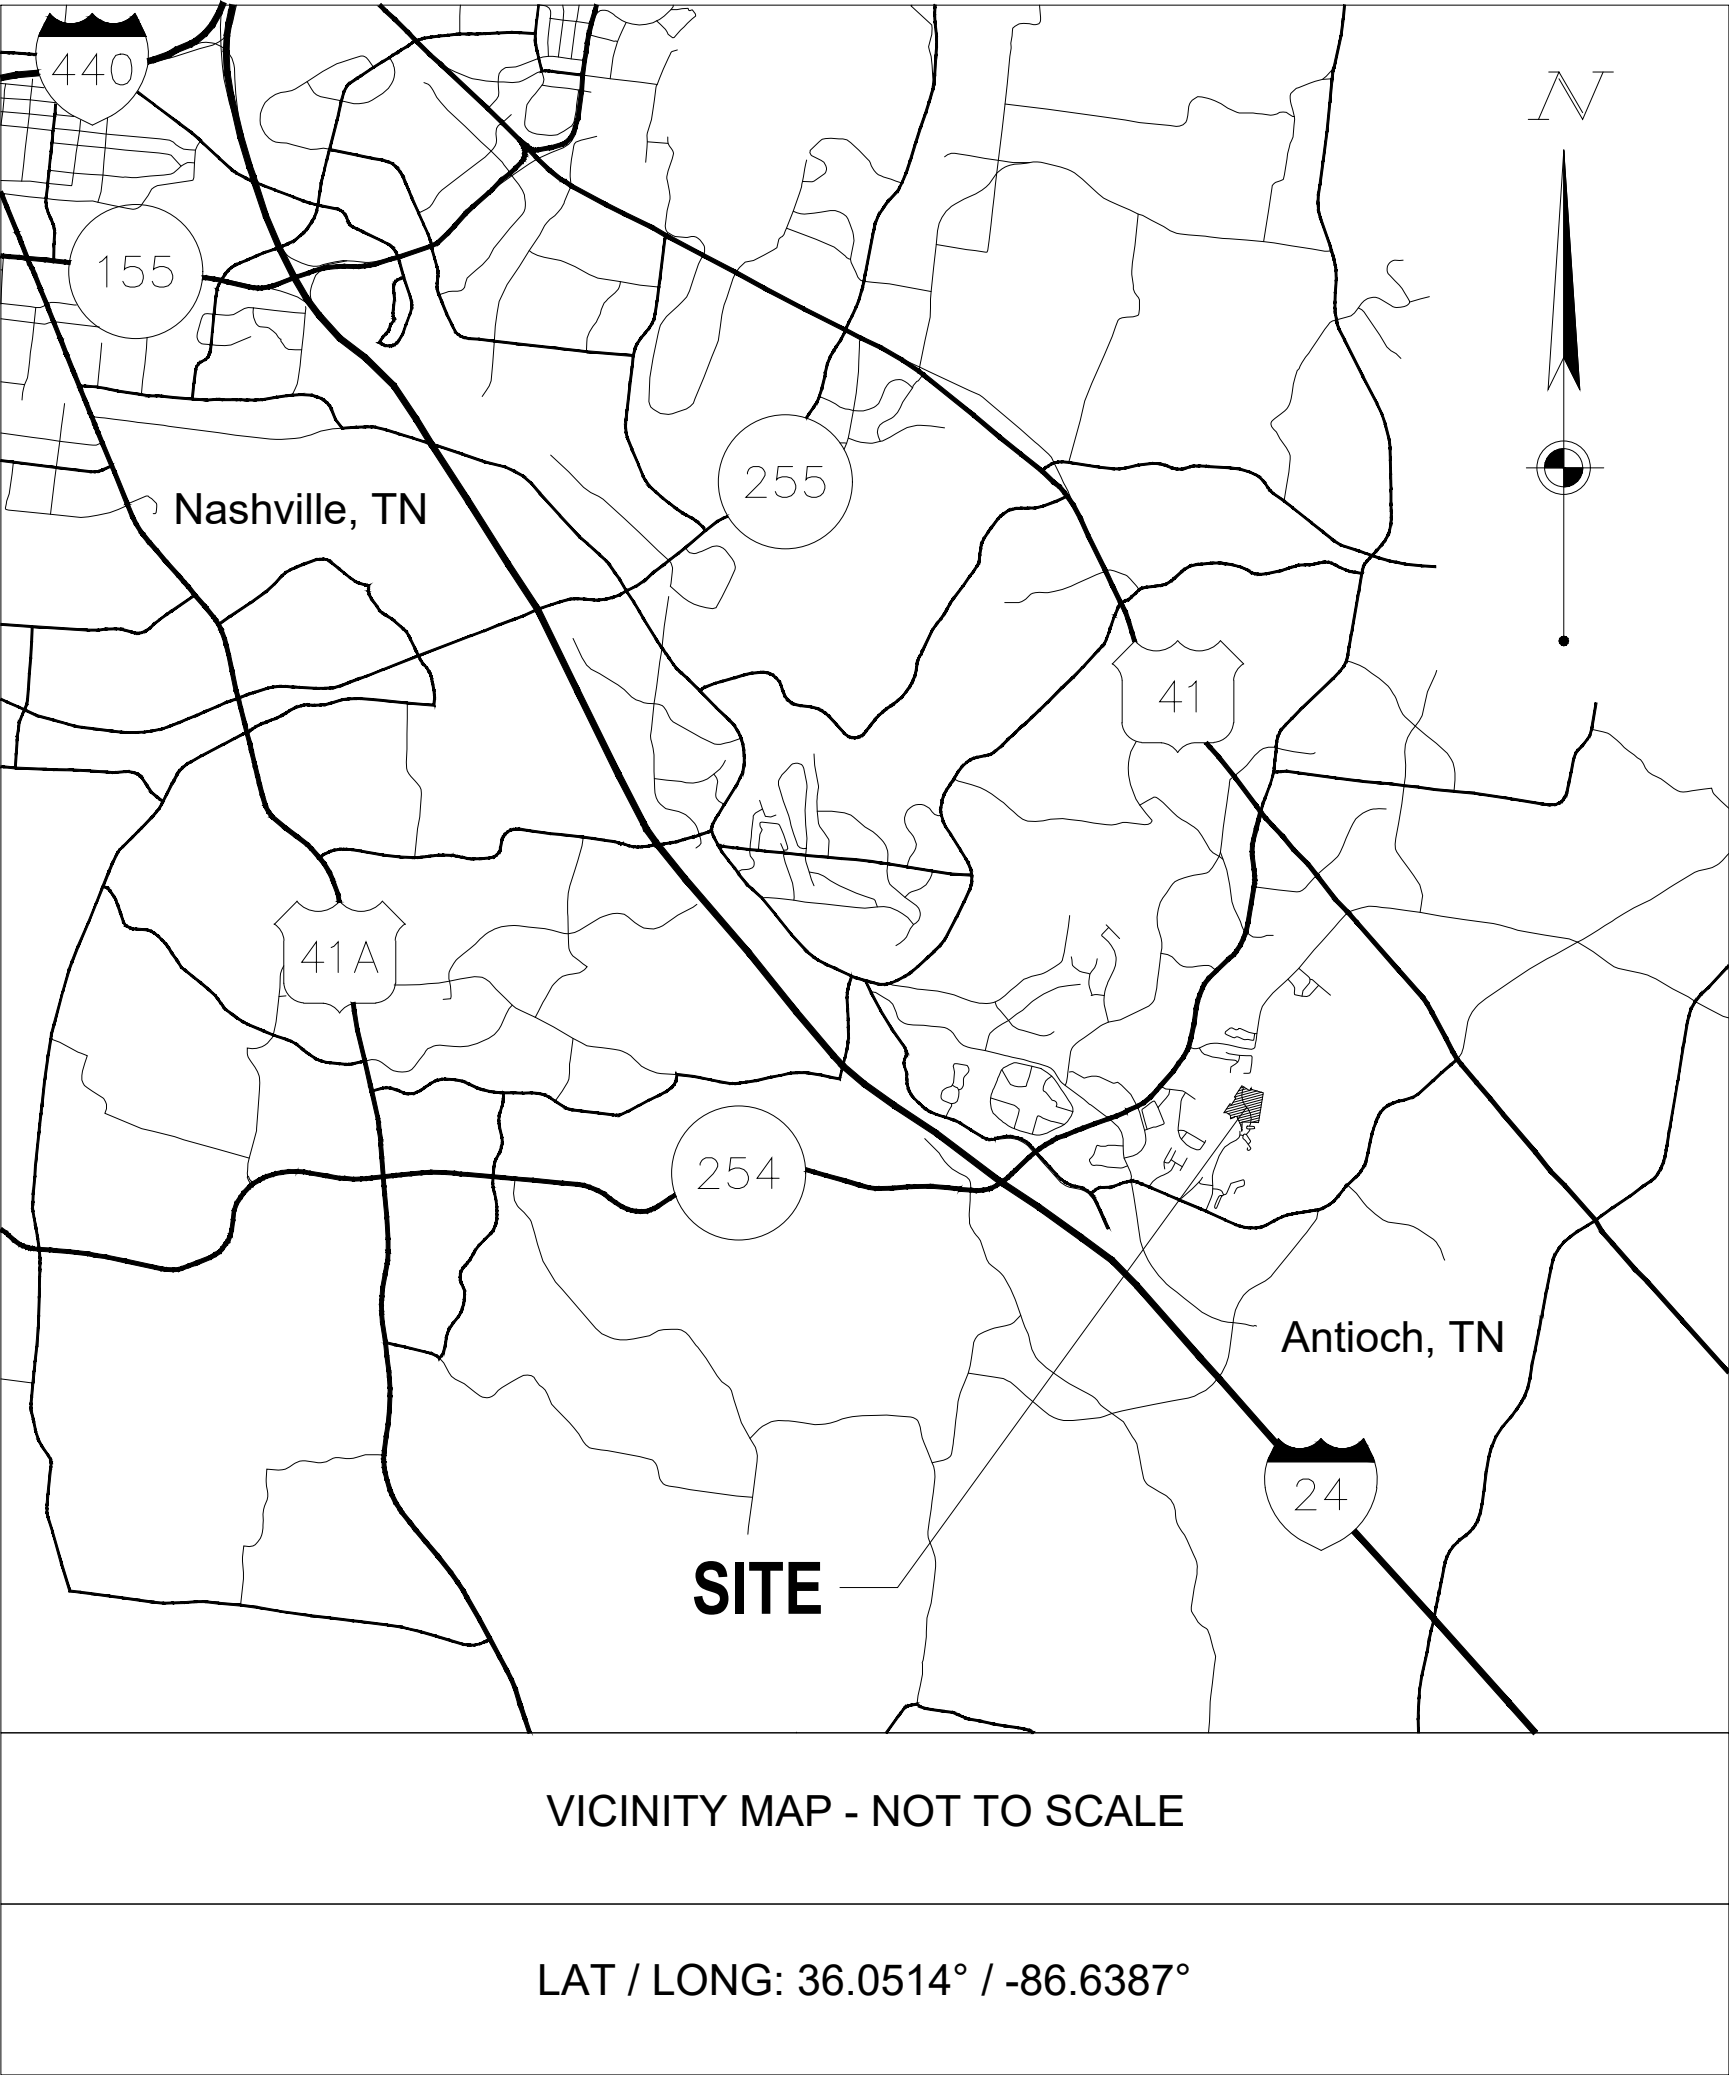 440
N
155
255
Nashville, TN
41
41A
254
Antioch, TN
24
SITE
VICINITY MAP - NOT TO SCALE
LAT / LONG: 36.0514° / -86.6387°